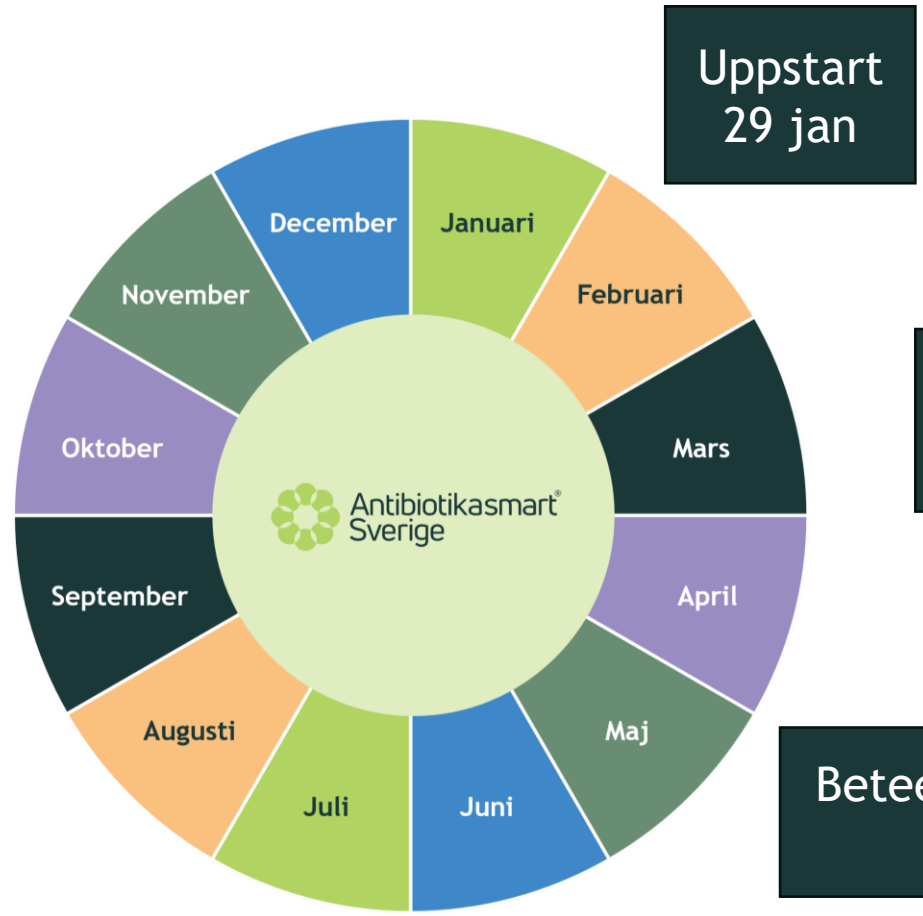 Uppstart
29 jan
December
Januari
November
Februari
Oktober
Mars
Antibiotikasmart®
Sverige
September
April
Augusti
Maj
Juli
Juni